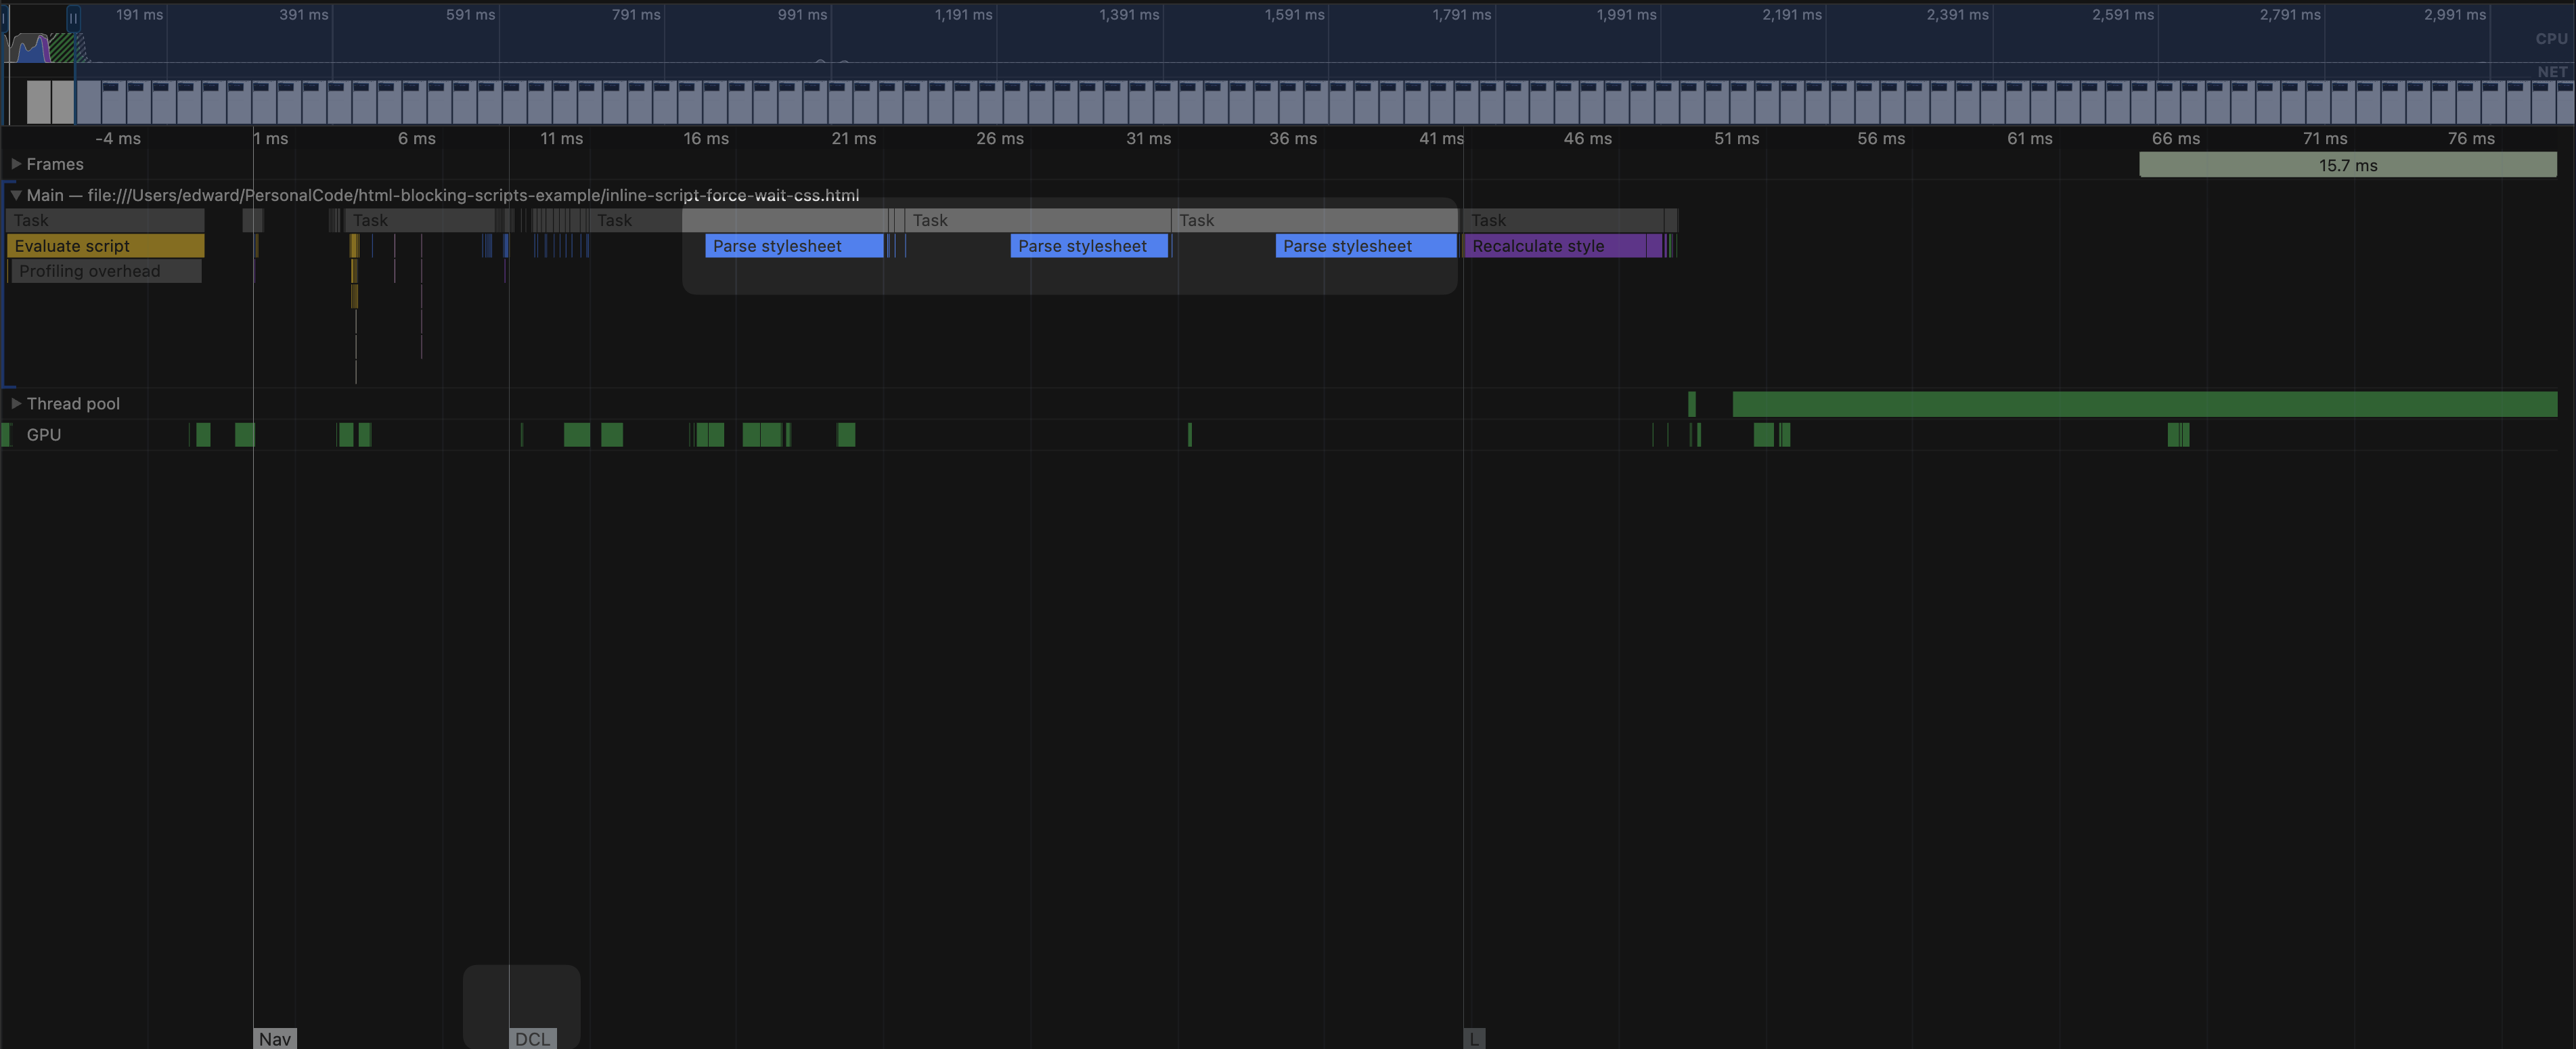 191 ms 391 ms 591 ms 791 ms 991 ms 1,191 ms 1,391 ms 1,591 ms 1,791 ms 1,991 ms 2,191 ms 2,391 ms 2,591 ms 2,791 ms 2,991 ms
CPU
NET
-4 ms 1 ms 6 ms 11 ms 16 ms 21 ms 26 ms 31 ms 36 ms 41 ms 46 ms 51 ms 56 ms 61 ms 66 ms 71 ms 76 ms
Frames 15.7 ms
Main — file:///Users/edward/PersonalCode/html-blocking-scripts-example/inline-script-force-wait-css.html
Task Task Task Task Task Task
Evaluate script Parse stylesheet Parse stylesheet Parse stylesheet Recalculate style
Profiling overhead
Thread pool
GPU
Nav DCL L